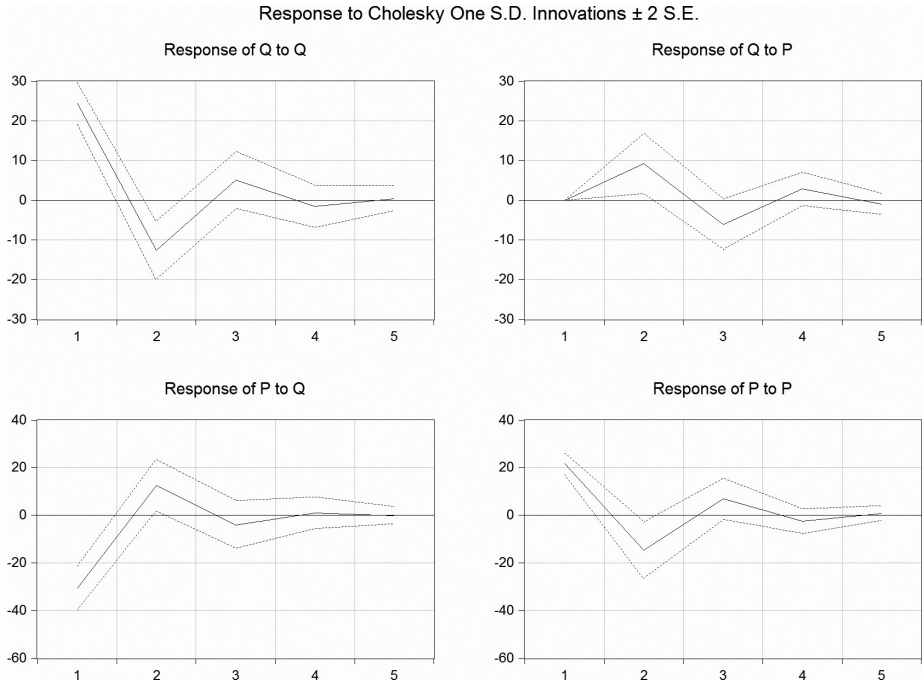 Response to Cholesky One S.D. Innovations ± 2 S.E.
Response of Q to Q
30
20
10
0
-10
-20
-30
1 2 3 4 5
Response of Q to P
30
20
10
0
-10
-20
-30
1 2 3 4 5
Response of P to Q
40
20
0
-20
-40
-60
1 2 3 4 5
Response of P to P
40
20
0
-20
-40
-60
1 2 3 4 5